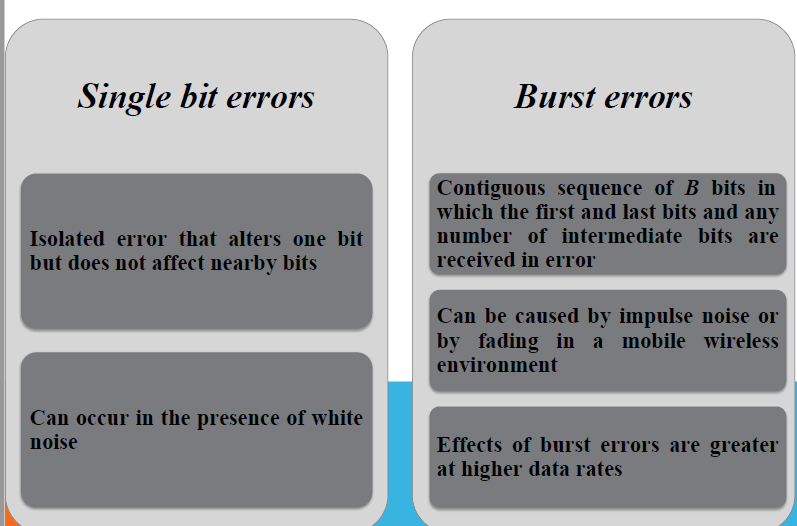 Single bit errors
Isolated error that alters one bit
but does not affect nearby bits
Can occur in the presence of white
noise
Burst errors
Contiguous sequence of B bits in
which the first and last bits and any
number of intermediate bits are
received in error
Can be caused by impulse noise or
by fading in a mobile wireless
environment
Effects of burst errors are greater
at higher data rates